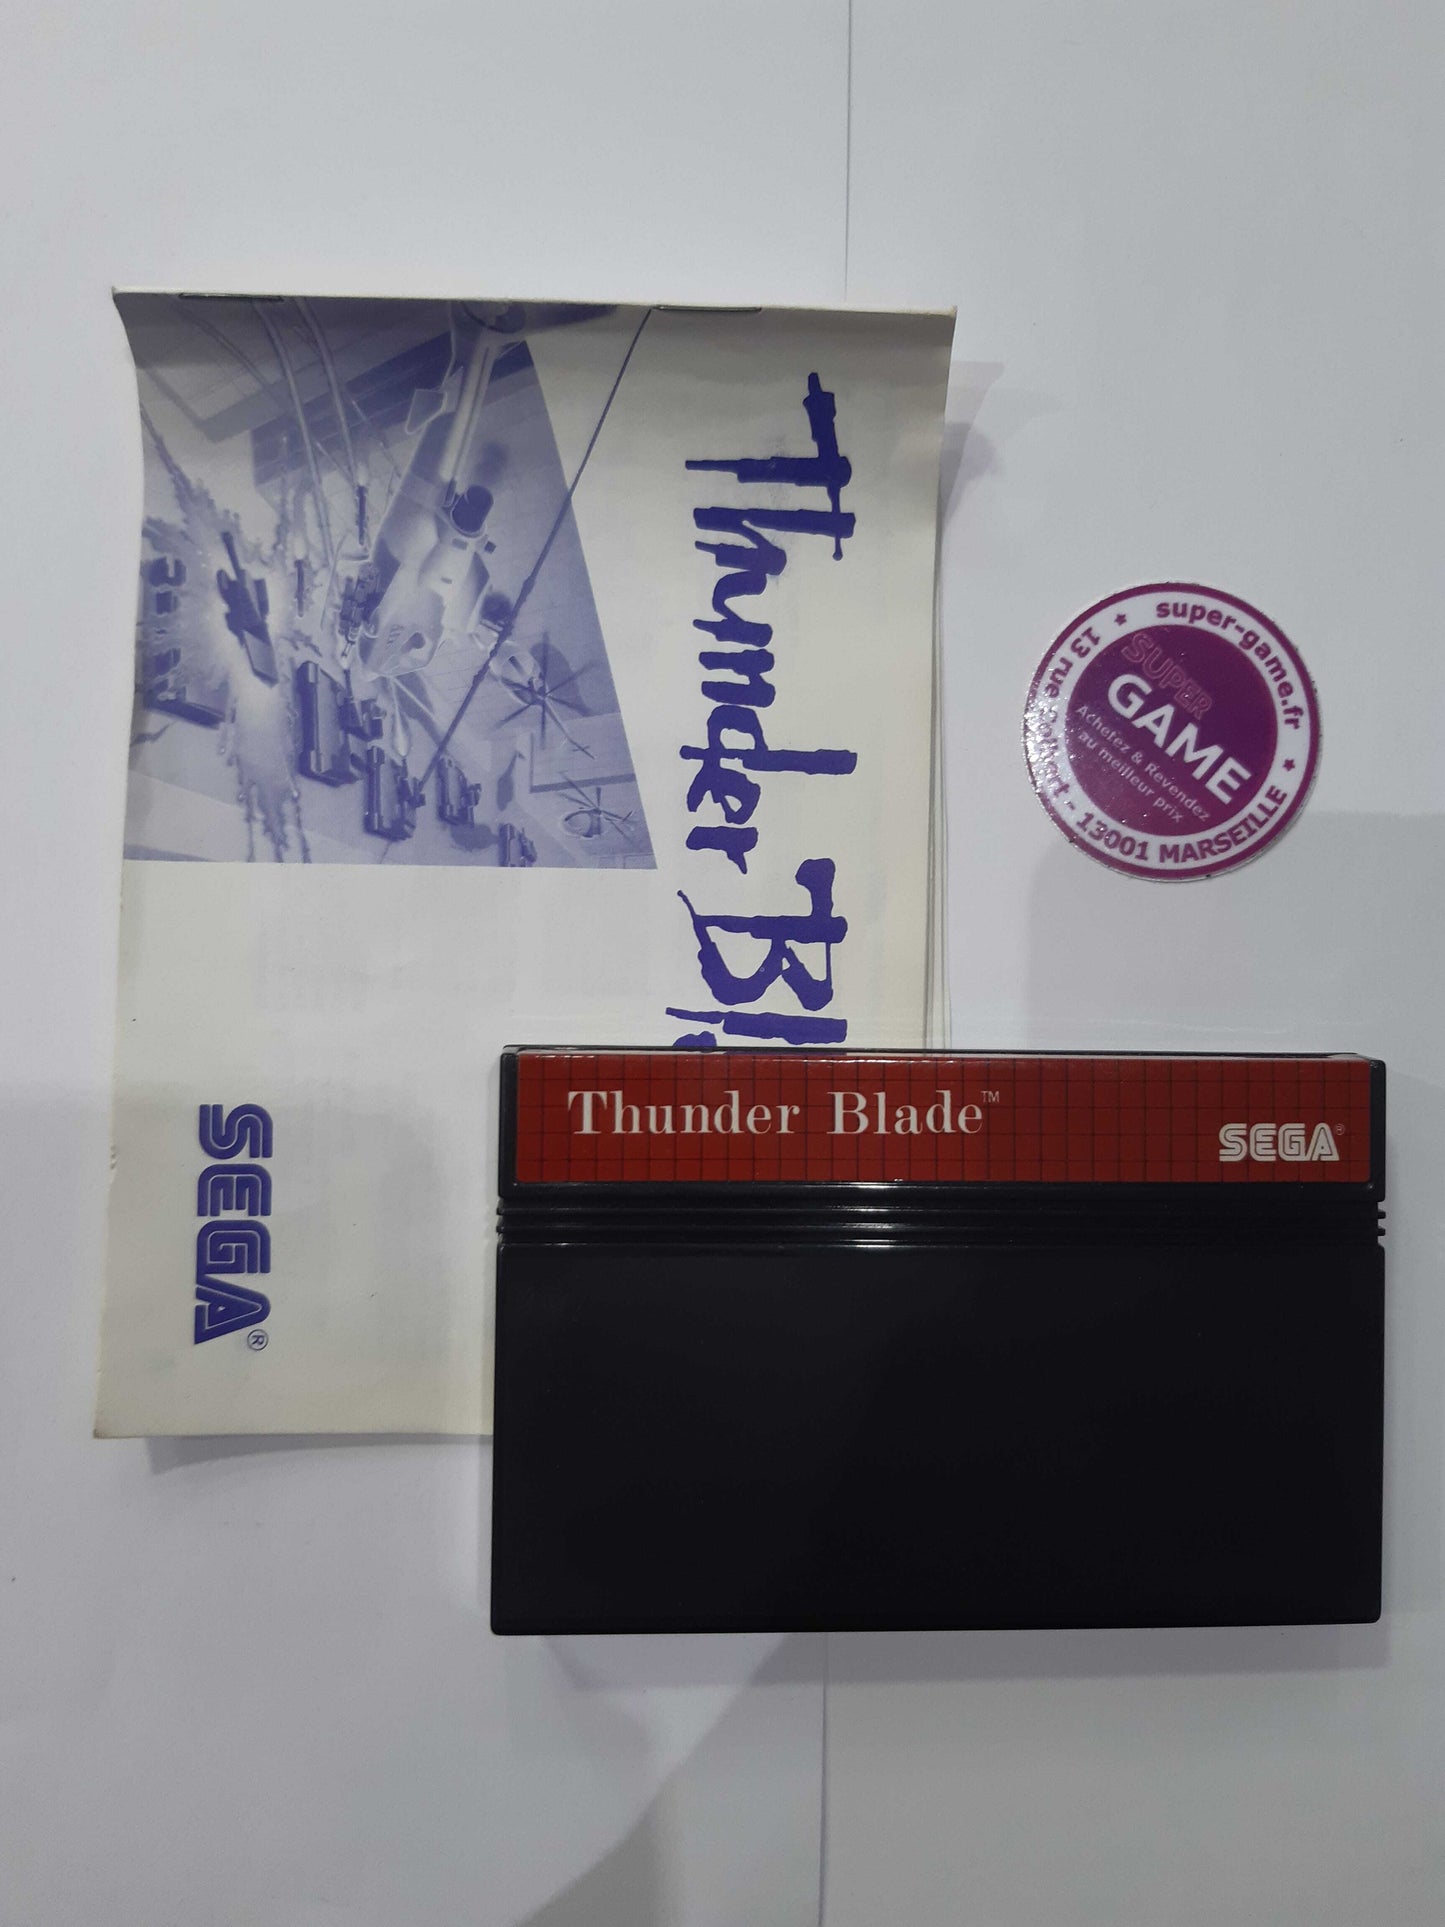 Thunder Bl
SEGA®
super-game.fr
SUPER
GAME
Achetez & Revendez
au meilleur prix
13 rue
13001 MARSEILLE
Thunder Blade™
SEGA®